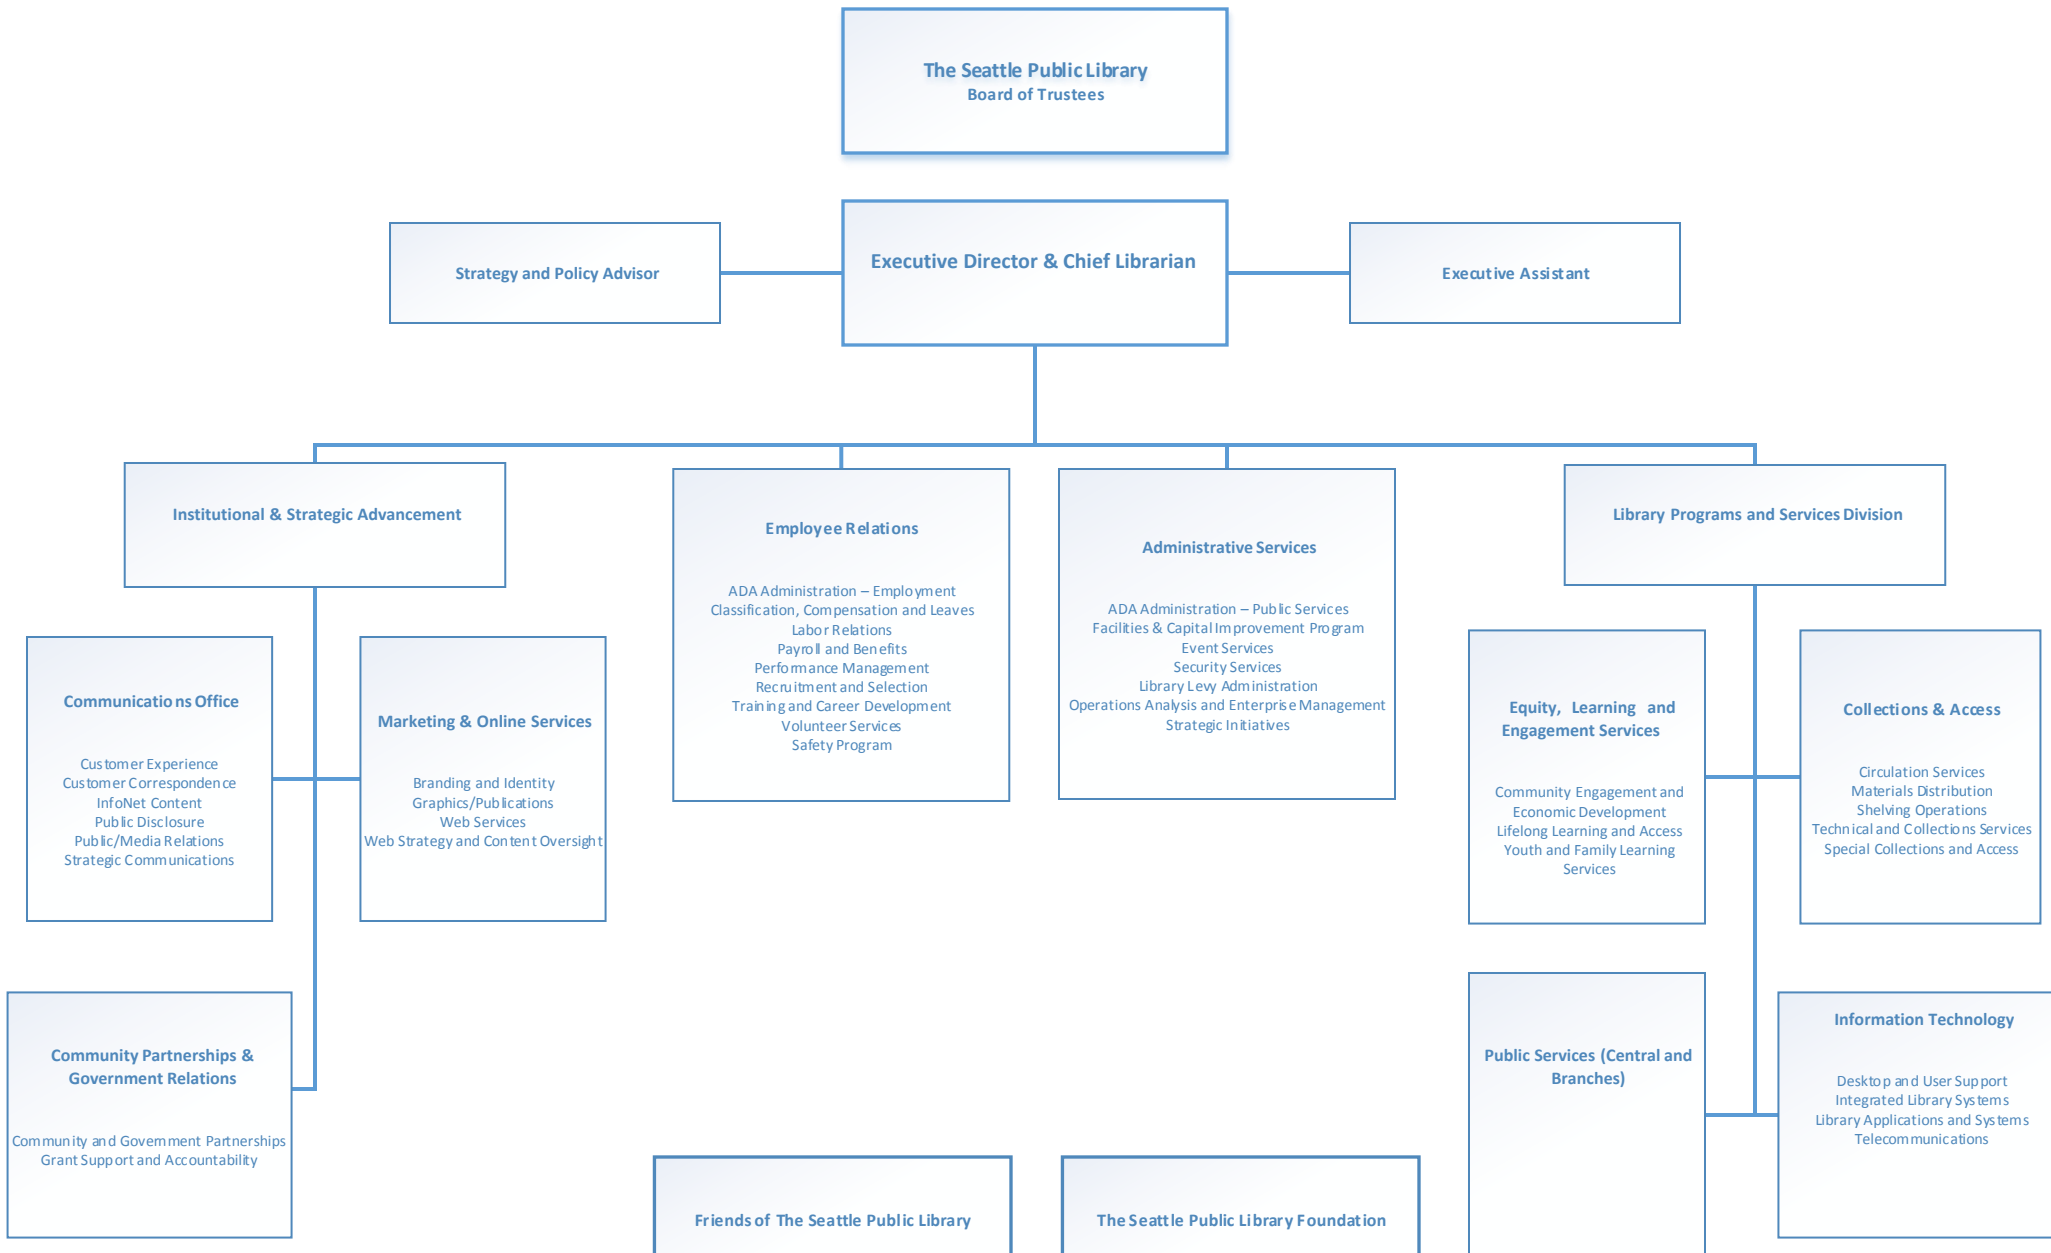 The Seattle Public Library
Board of Trustees
Strategy and Policy Advisor
Executive Director & Chief Librarian
Executive Assistant
Institutional & Strategic Advancement
Employee Relations
ADA Administration – Employment
Classification, Compensation and Leaves
Labor Relations
Payroll and Benefits
Performance Management
Recruitment and Selection
Training and Career Development
Volunteer Services
Safety Program
Administrative Services
ADA Administration – Public Services
Facilities & Capital Improvement Program
Event Services
Security Services
Library Levy Administration
Operations Analysis and Enterprise Management
Strategic Initiatives
Library Programs and Services Division
Communications Office
Customer Experience
Customer Correspondence
InfoNet Content
Public Disclosure
Public/Media Relations
Strategic Communications
Marketing & Online Services
Branding and Identity
Graphics/Publications
Web Services
Web Strategy and Content Oversight
Equity, Learning and
Engagement Services
Community Engagement and
Economic Development
Lifelong Learning and Access
Youth and Family Learning
Services
Collections & Access
Circulation Services
Materials Distribution
Shelving Operations
Technical and Collections Services
Special Collections and Access
Community Partnerships &
Government Relations
Community and Government Partnerships
Grant Support and Accountability
Public Services (Central and
Branches)
Information Technology
Desktop and User Support
Integrated Library Systems
Library Applications and Systems
Telecommunications
Friends of The Seattle Public Library
The Seattle Public Library Foundation